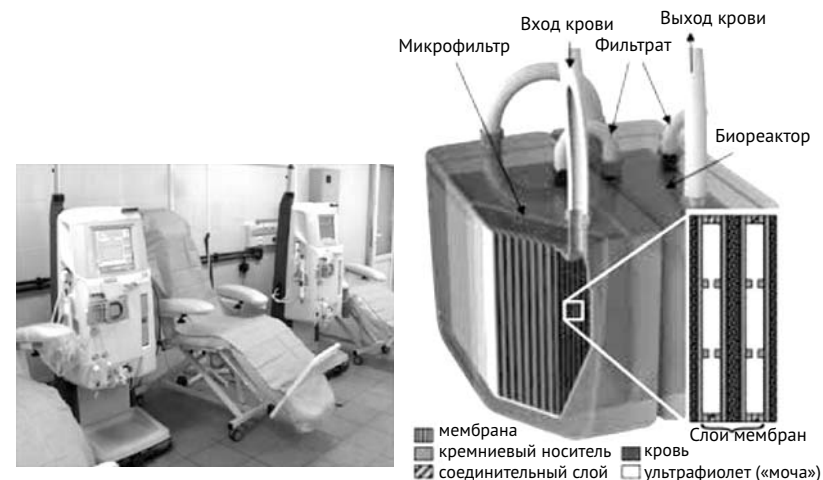 Вход крови
Выход крови
Микрофильтр
Фильтрат
Биореактор
Слои мембран
мембрана
кремниевый носитель
кровь
соединительный слой
ультрафиолет («моча»)